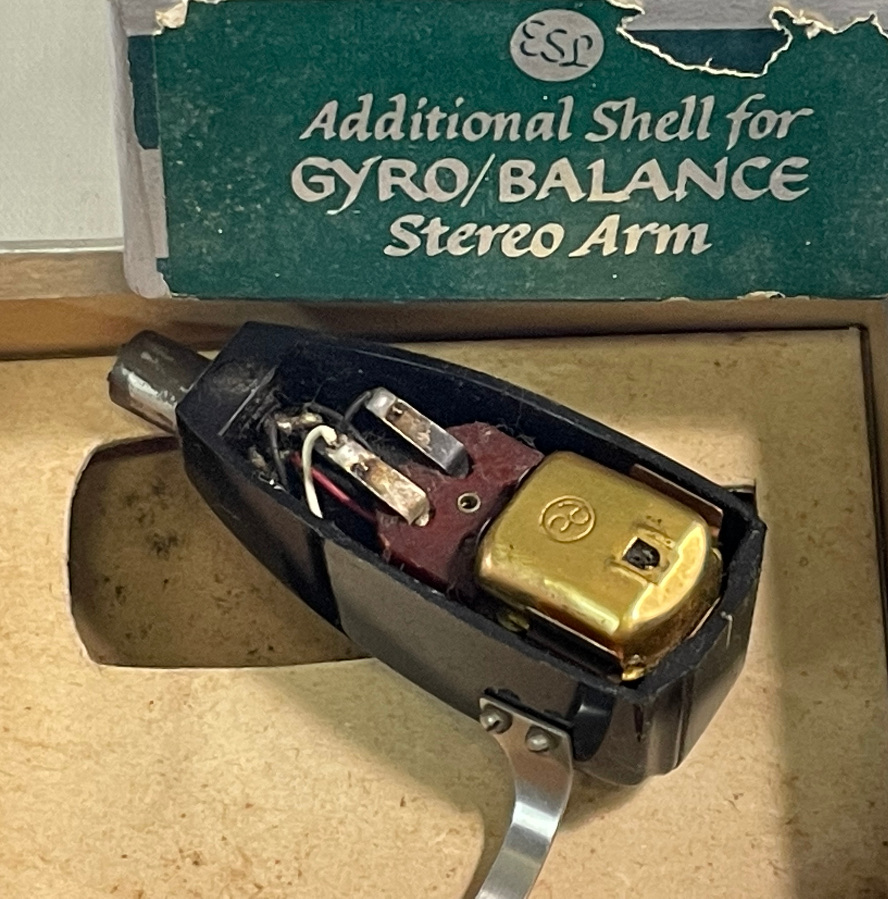 ESL
Additional Shell for
GYRO/BALANCE
Stereo Arm